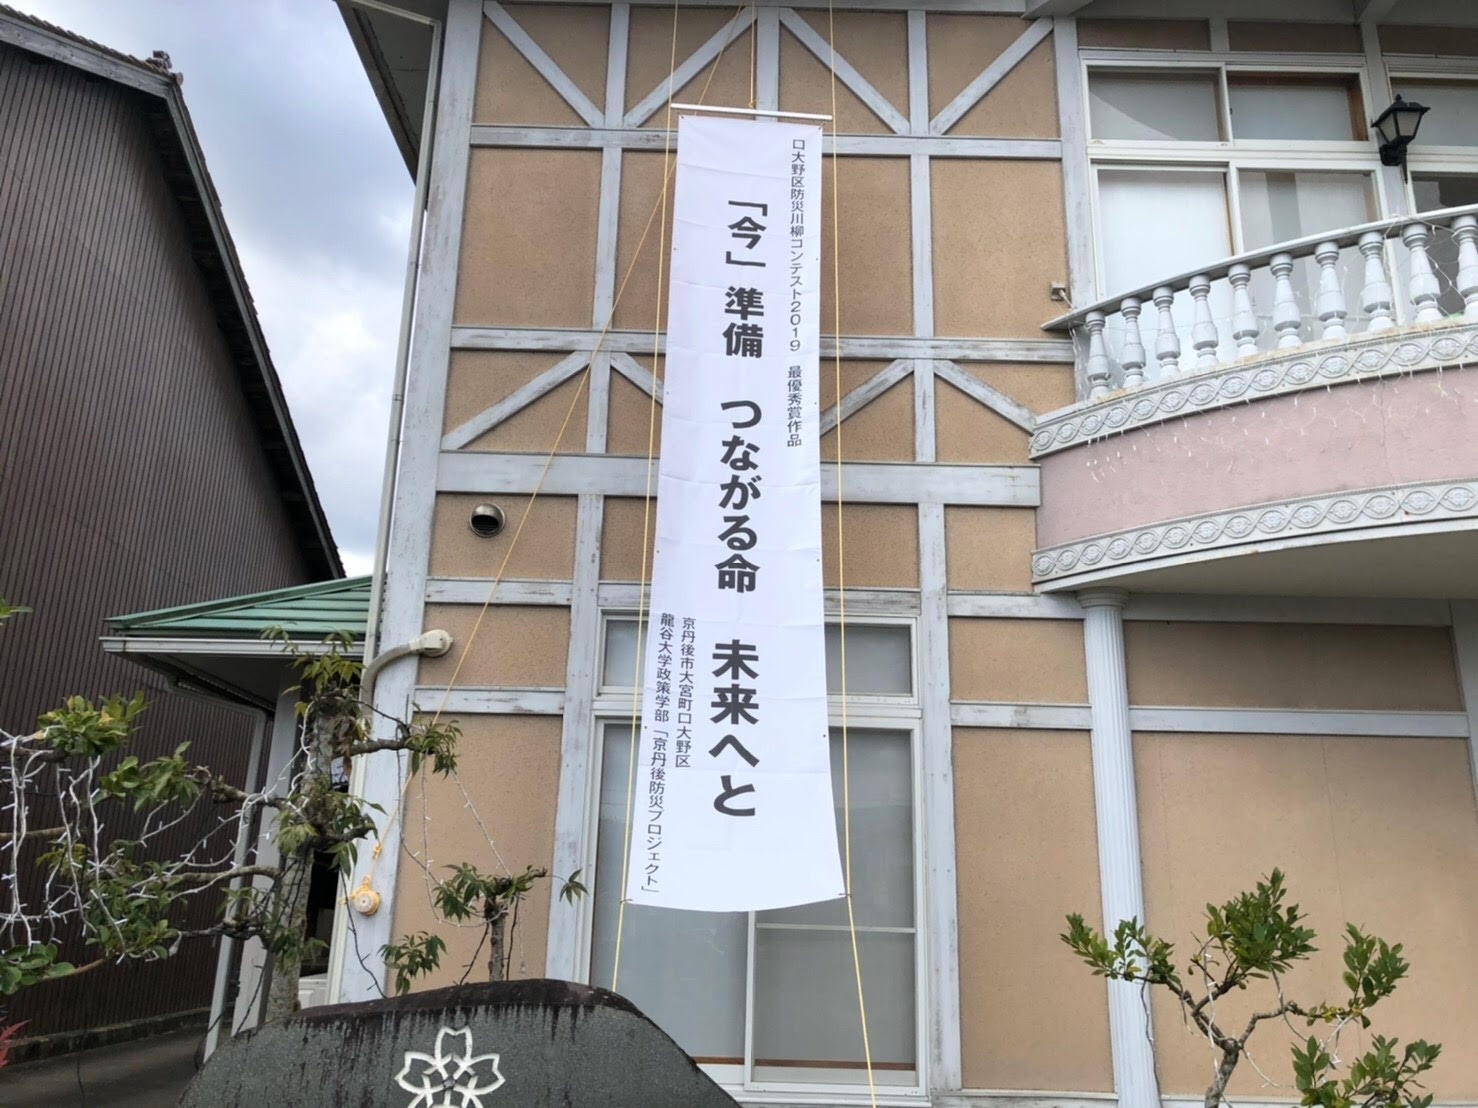 口大野区防災川柳コンテスト2019　最優秀賞作品
「今」準備　つながる命　未来へと
京丹後市大宮町口大野区
龍谷大学政策学部「京丹後防災プロジェクト」